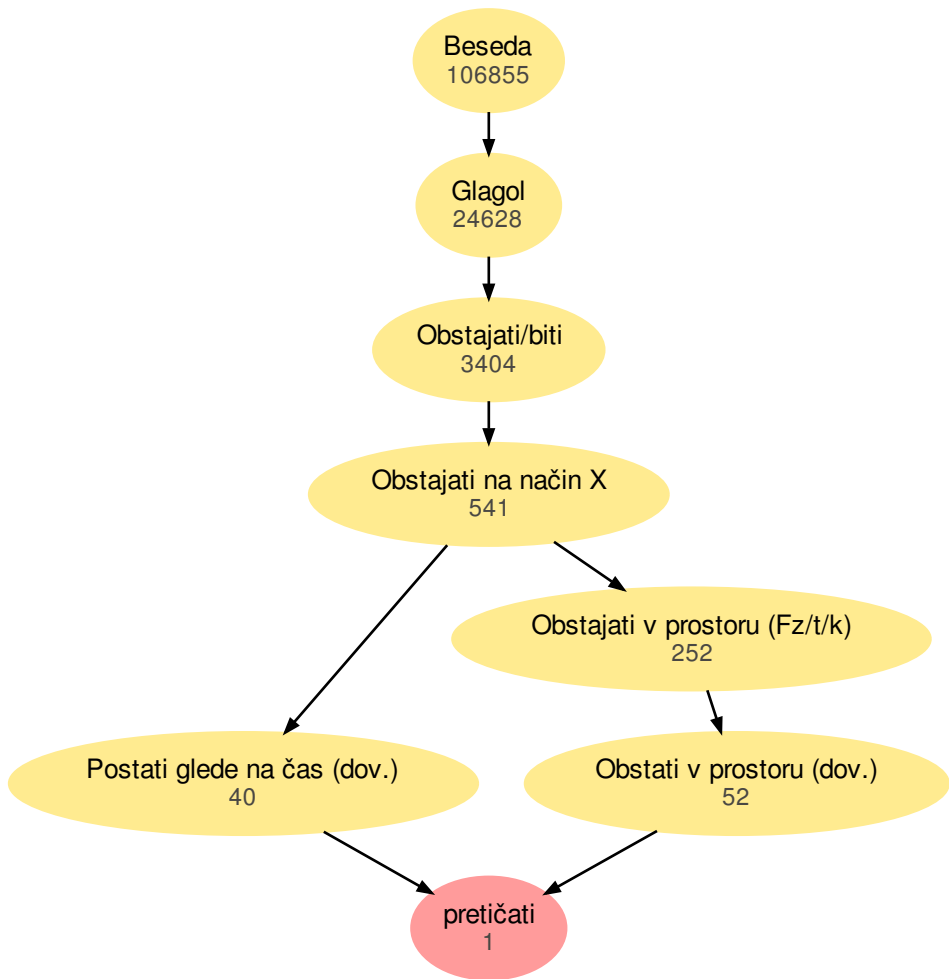 Beseda
106855
Glagol
24628
Obstajati/biti
3404
Obstajati na način X
541
Obstajati v prostoru (Fz/t/k)
252
Postati glede na čas (dov.)
40
Obstati v prostoru (dov.)
52
pretičati
1